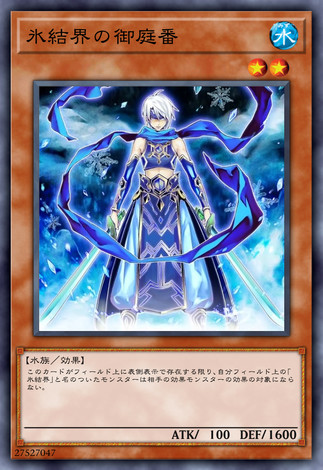 氷結界の御庭番
水
【水族／効果】
このカードがフィールド上に表側表示で存在する限り、自分フィールド上の「
氷結界」と名のついたモンスターは相手の効果モンスターの効果の対象になら
ない。
ATK/ 100 DEF/1600
27527047